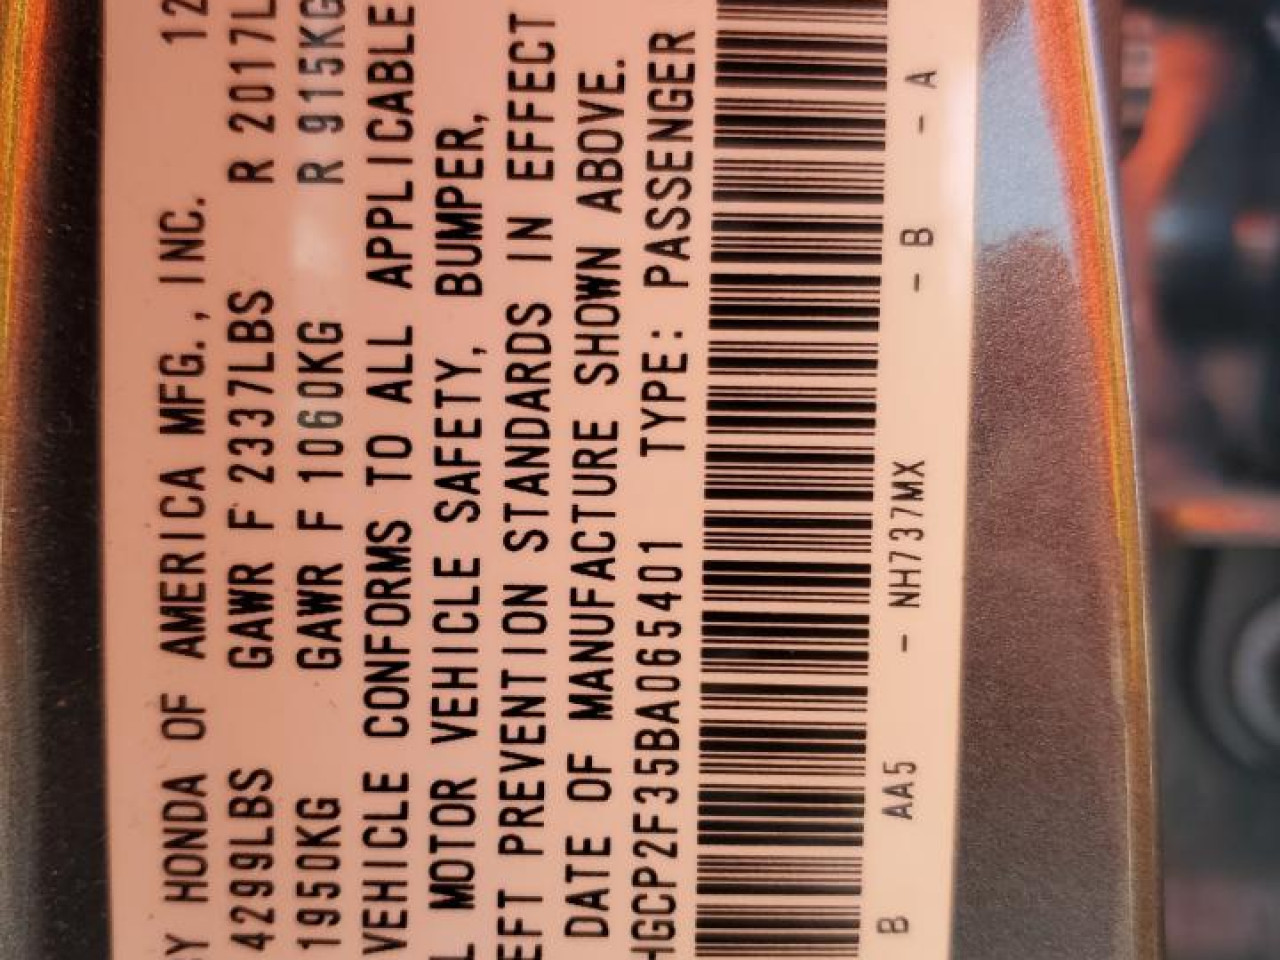 BY HONDA OF AMERICA MFG., INC. 12
4299LBS GAWR F 2337LBS R 2017L
1950KG GAWR F 1060KG R 915KG
VEHICLE CONFORMS TO ALL APPLICABLE
L MOTOR VEHICLE SAFETY, BUMPER,
EFT PREVENTION STANDARDS IN EFFECT
DATE OF MANUFACTURE SHOWN ABOVE.
HGCP2F35BA065401 TYPE: PASSENGER
B AA5 - NH737MX - B - A